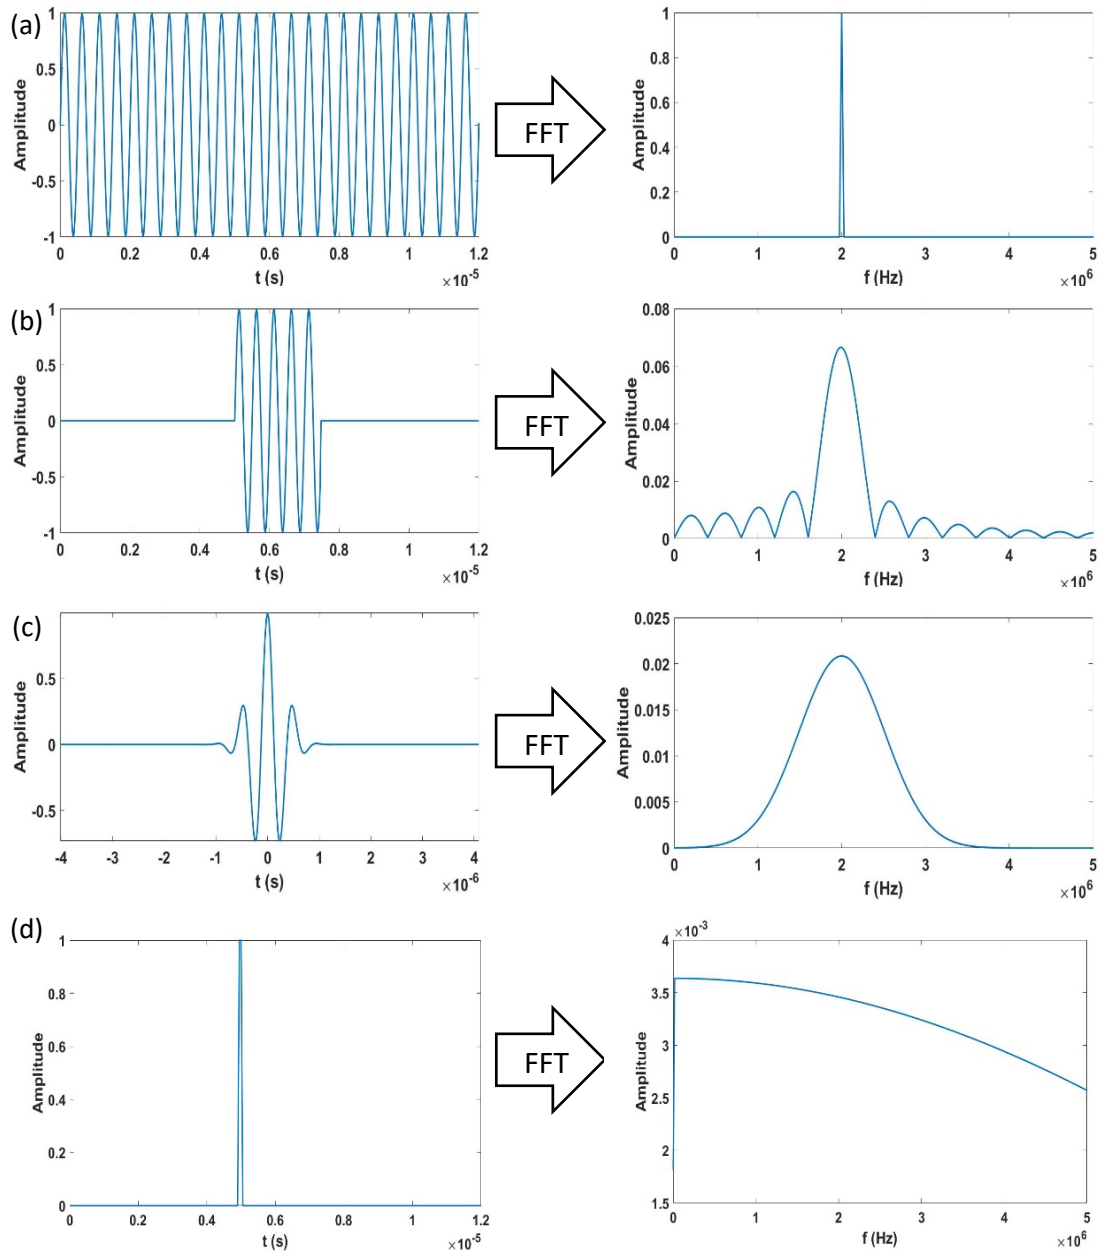 (a)
Amplitude
1
0.5
0
-0.5
-1
0 0.2 0.4 0.6 0.8 1 1.2
t (s)
×10⁻⁵
FFT
Amplitude
1
0.8
0.6
0.4
0.2
0
0 1 2 3 4 5
f (Hz)
×10⁶
(b)
Amplitude
1
0.5
0
-0.5
-1
0 0.2 0.4 0.6 0.8 1 1.2
t (s)
×10⁻⁵
FFT
Amplitude
0.08
0.06
0.04
0.02
0
0 1 2 3 4 5
f (Hz)
×10⁶
(c)
Amplitude
0.5
0
-0.5
-4 -3 -2 -1 0 1 2 3 4
t (s)
×10⁻⁶
FFT
Amplitude
0.025
0.02
0.015
0.01
0.005
0
0 1 2 3 4 5
f (Hz)
×10⁶
(d)
Amplitude
1
0.8
0.6
0.4
0.2
0
0 0.2 0.4 0.6 0.8 1 1.2
t (s)
×10⁻⁵
FFT
×10⁻³
Amplitude
4
3.5
3
2.5
2
1.5
0 1 2 3 4 5
f (Hz)
×10⁶